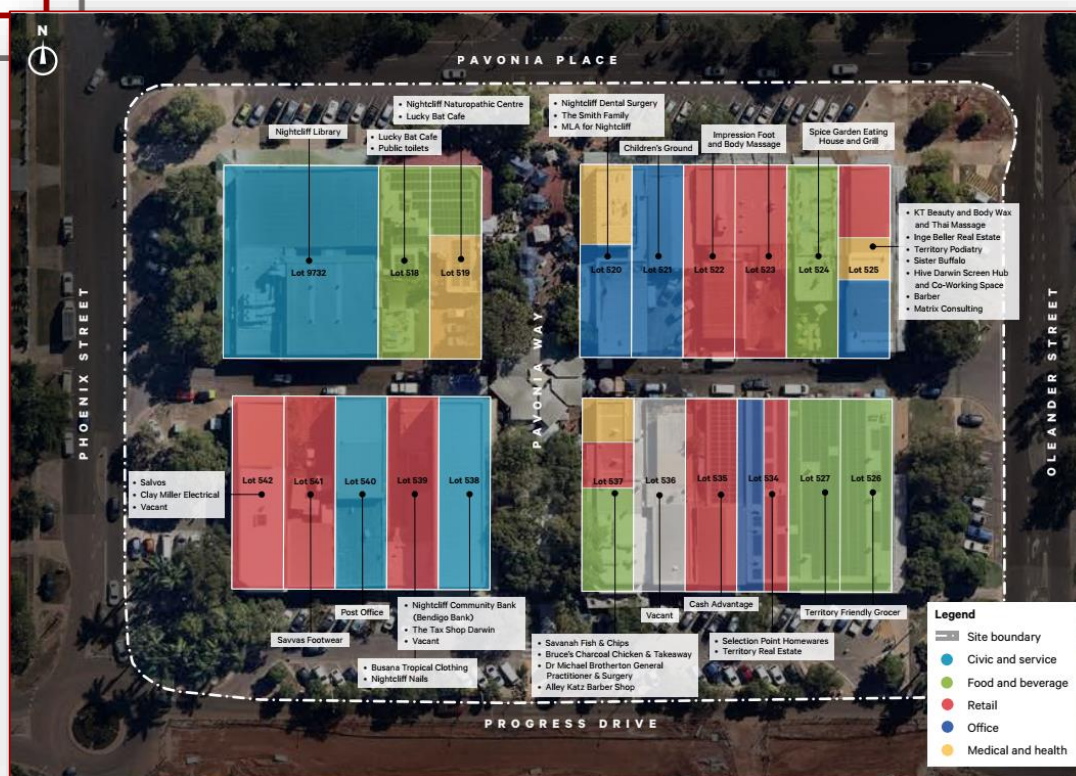 N
PAVONIA PLACE
• Nightcliff Naturopathic Centre
• Lucky Bat Cafe
• Nightcliff Dental Surgery
• The Smith Family
• MLA for Nightcliff
Nightcliff Library
• Lucky Bat Cafe
• Public toilets
Children's Ground
Impression Foot
and Body Massage
Spice Garden Eating
House and Grill
• KT Beauty and Body Wax
and Thai Massage
• Inge Beller Real Estate
• Territory Podiatry
• Sister Buffalo
• Hive Darwin Screen Hub
and Co-Working Space
• Barber
• Matrix Consulting
Lot 9732
Lot 518
Lot 519
Lot 520
Lot 521
Lot 522
Lot 523
Lot 524
Lot 525
PHOENIX STREET
PAVONIA WAY
OLEANDER STREET
• Salvos
• Clay Miller Electrical
• Vacant
Lot 542
Lot 541
Lot 540
Lot 539
Lot 538
Lot 537
Lot 536
Lot 535
Lot 534
Lot 527
Lot 526
Savvas Footwear
Post Office
• Nightcliff Community Bank
(Bendigo Bank)
• The Tax Shop Darwin
• Vacant
• Busana Tropical Clothing
• Nightcliff Nails
• Savanah Fish & Chips
• Bruce's Charcoal Chicken & Takeaway
• Dr Michael Brotherton General
Practitioner & Surgery
• Alley Katz Barber Shop
Vacant
Cash Advantage
• Selection Point Homewares
• Territory Real Estate
Territory Friendly Grocer
PROGRESS DRIVE
Legend
Site boundary
Civic and service
Food and beverage
Retail
Office
Medical and health